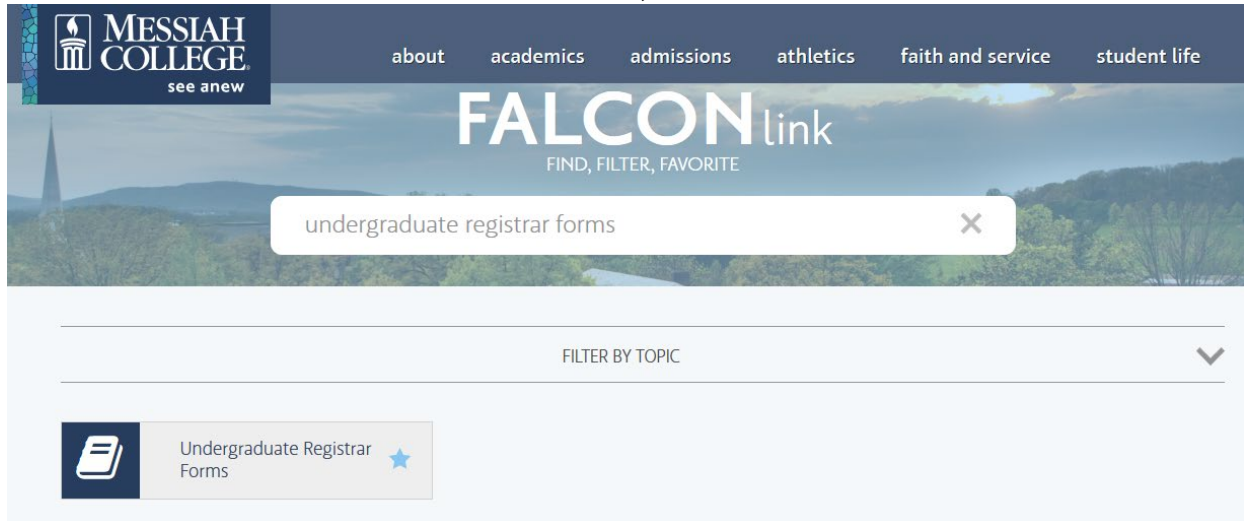 MESSIAH
COLLEGE.
see anew
about academics admissions athletics faith and service student life
FALCON link
FIND, FILTER, FAVORITE
undergraduate registrar forms
FILTER BY TOPIC
Undergraduate Registrar
Forms